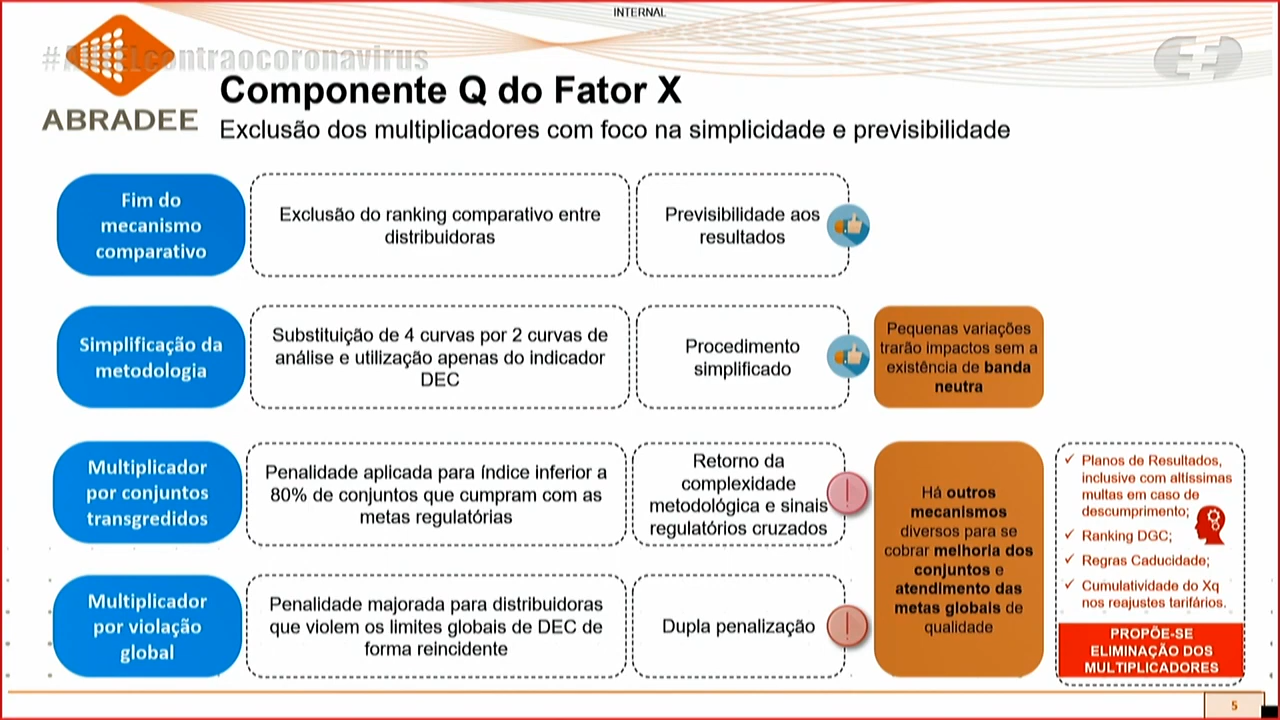 INTERNAL
ABRADEE
Componente Q do Fator X
Exclusão dos multiplicadores com foco na simplicidade e previsibilidade
Fim do
mecanismo
comparativo
Exclusão do ranking comparativo entre
distribuidoras
Previsibilidade aos
resultados
Simplificação da
metodologia
Substituição de 4 curvas por 2 curvas de
análise e utilização apenas do indicador
DEC
Procedimento
simplificado
Pequenas variações
trarão impactos sem a
existência de banda
neutra
Multiplicador
por conjuntos
transgredidos
Penalidade aplicada para índice inferior a
80% de conjuntos que cumpram com as
metas regulatórias
Retorno da
complexidade
metodológica e sinais
regulatórios cruzados
Multiplicador
por violação
global
Penalidade majorada para distribuidoras
que violem os limites globais de DEC de
forma reincidente
Dupla penalização
Há outros
mecanismos
diversos para se
cobrar melhoria dos
conjuntos e
atendimento das
metas globais de
qualidade
✓ Planos de Resultados,
inclusive com altíssimas
multas em caso de
descumprimento;
✓ Ranking DGC;
✓ Regras Caducidade;
✓ Cumulatividade do Xq
nos reajustes tarifários.
PROPÕE-SE
ELIMINAÇÃO DOS
MULTIPLICADORES
5